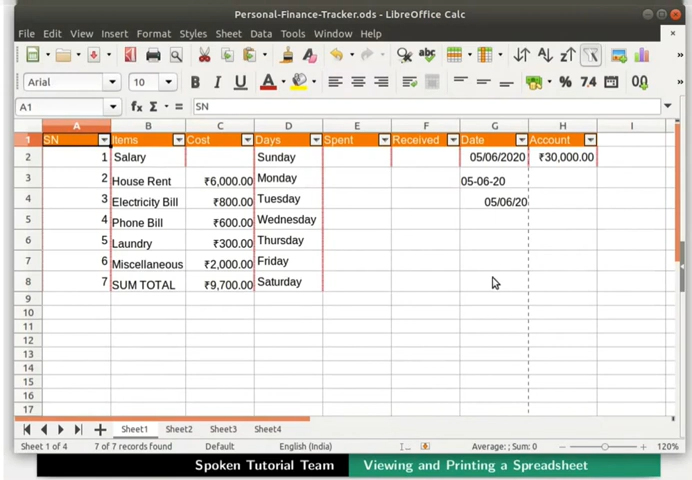 Personal-Finance-Tracker.ods - LibreOffice Calc
File Edit View Insert Format Styles Sheet Data Tools Window Help
Arial 10 B I U A % 7.4 0.0
A1 fx Σ = SN
A B C D E F G H I
1 SN Items Cost Days Spent Received Date Account
2 1 Salary Sunday 05/06/2020 ₹30,000.00
3 2 House Rent ₹6,000.00 Monday 05-06-20
4 3 Electricity Bill ₹800.00 Tuesday 05/06/20
5 4 Phone Bill ₹600.00 Wednesday
6 5 Laundry ₹300.00 Thursday
7 6 Miscellaneous ₹2,000.00 Friday
8 7 SUM TOTAL ₹9,700.00 Saturday
9
10
11
12
13
14
15
16
17
Sheet1 Sheet2 Sheet3 Sheet4
Sheet 1 of 4 7 of 7 records found Default English (India) Average: ; Sum: 0 120%
Spoken Tutorial Team Viewing and Printing a Spreadsheet